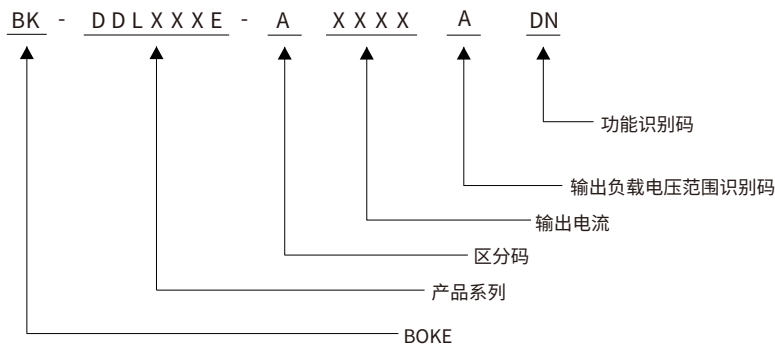 BK - DDLXXXE - A XXXX A DN
功能识别码
输出负载电压范围识别码
输出电流
区分码
产品系列
BOKE